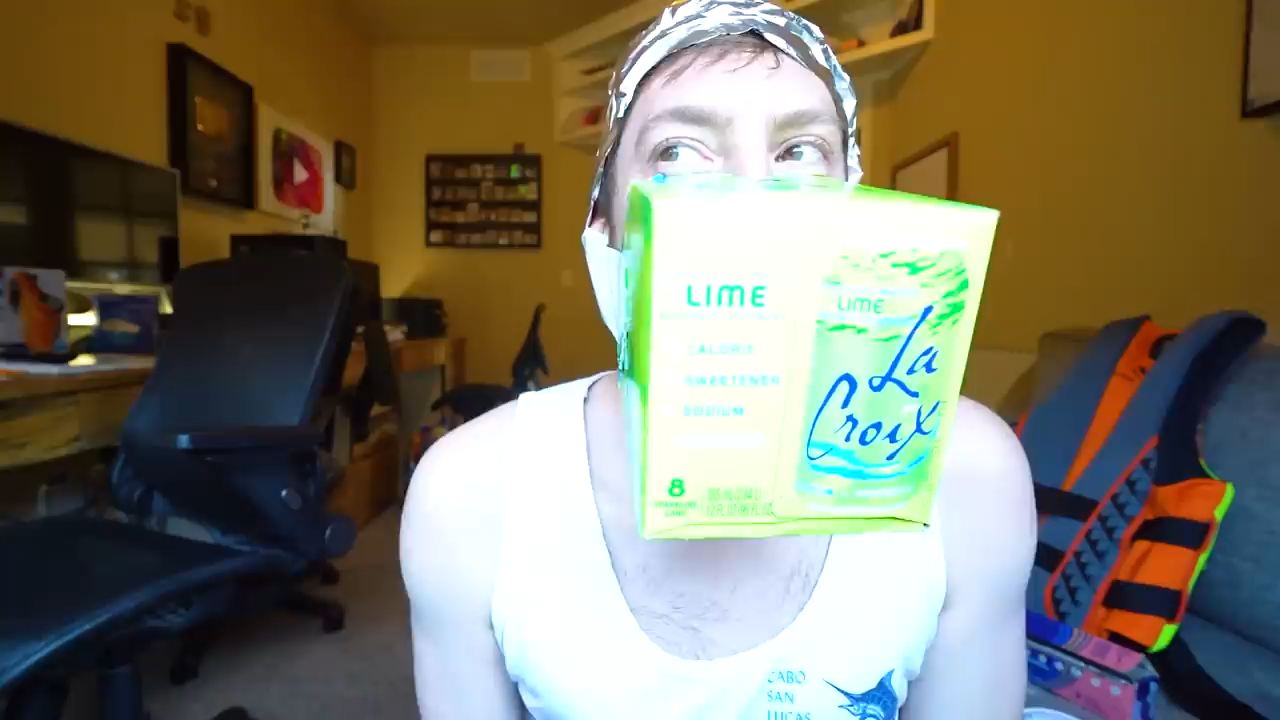 LIME
CALORIE
SWEETENER
SODIUM
8
LIME
La
Croix
CABO
SAN
LUCAS